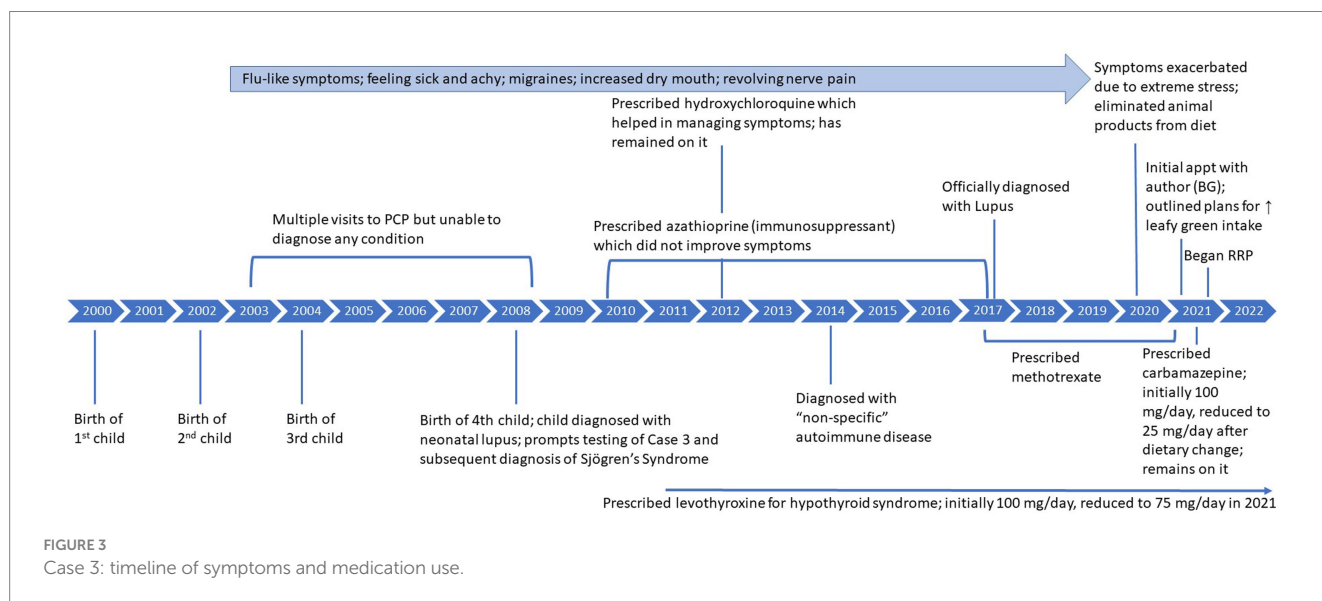 Flu-like symptoms; feeling sick and achy; migraines; increased dry mouth; revolving nerve pain
Symptoms exacerbated
due to extreme stress;
eliminated animal
products from diet
Prescribed hydroxychloroquine which
helped in managing symptoms; has
remained on it
Initial appt with
author (BG);
outlined plans for ↑
leafy green intake
Officially diagnosed
with Lupus
Multiple visits to PCP but unable to
diagnose any condition
Prescribed azathioprine (immunosuppressant)
which did not improve symptoms
Began RRP
2000 2001 2002 2003 2004 2005 2006 2007 2008 2009 2010 2011 2012 2013 2014 2015 2016 2017 2018 2019 2020 2021 2022
Birth of
1st child
Birth of
2nd child
Birth of
3rd child
Birth of 4th child; child diagnosed with
neonatal lupus; prompts testing of Case 3 and
subsequent diagnosis of Sjögren’s Syndrome
Diagnosed with
“non-specific”
autoimmune disease
Prescribed
methotrexate
Prescribed
carbamazepine;
initially 100
mg/day, reduced to
25 mg/day after
dietary change;
remains on it
Prescribed levothyroxine for hypothyroid syndrome; initially 100 mg/day, reduced to 75 mg/day in 2021
FIGURE 3
Case 3: timeline of symptoms and medication use.